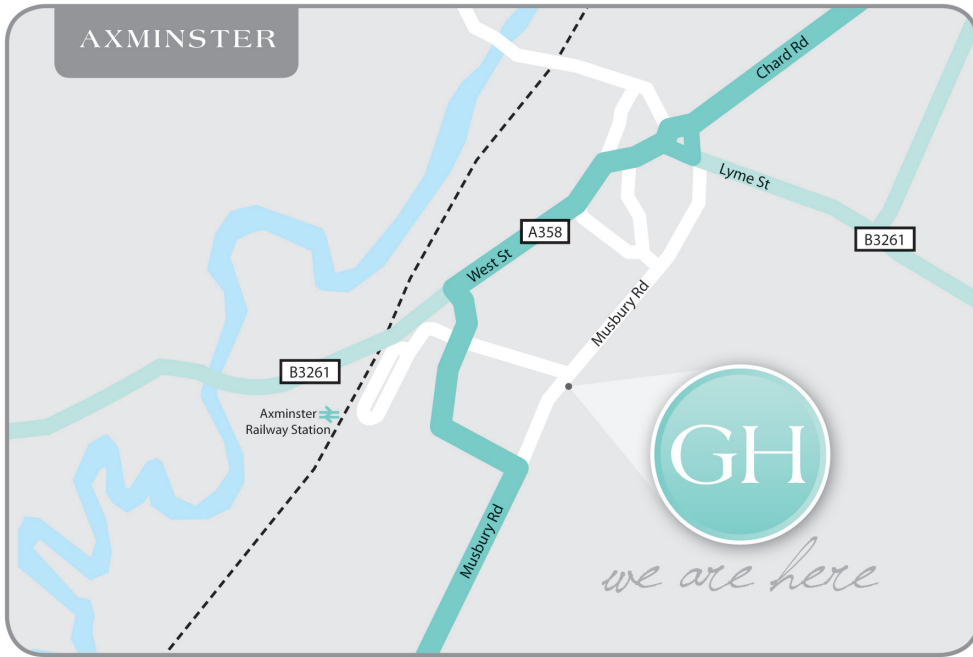 AXMINSTER
Chard Rd
Lyme St
A358
B3261
West St
Musbury Rd
B3261
Axminster
Railway Station
GH
Musbury Rd
we are here